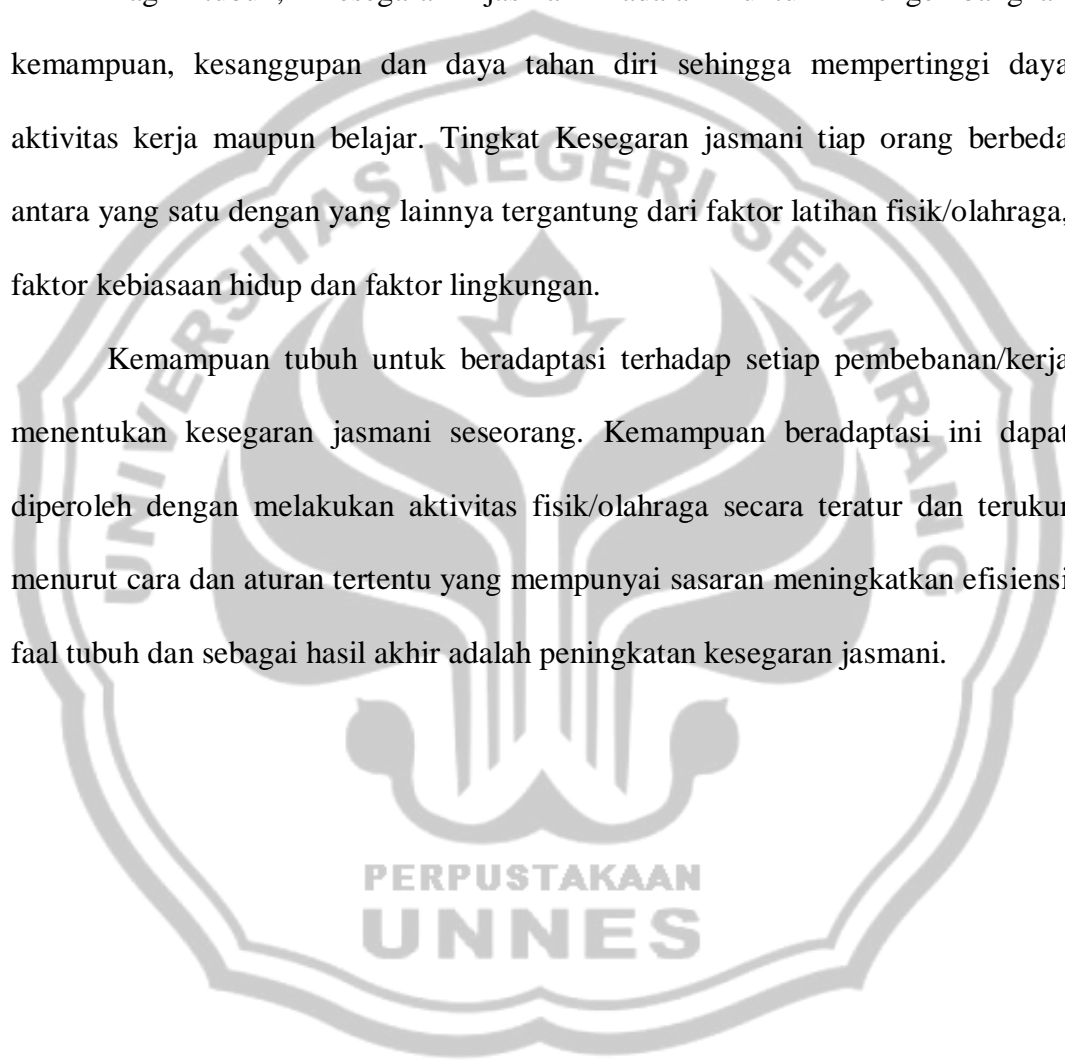 kemampuan, kesanggupan dan daya tahan diri sehingga mempertinggi daya
aktivitas kerja maupun belajar. Tingkat Kesegaran jasmani tiap orang berbeda
antara yang satu dengan yang lainnya tergantung dari faktor latihan fisik/olahraga,
faktor kebiasaan hidup dan faktor lingkungan.
Kemampuan tubuh untuk beradaptasi terhadap setiap pembebanan/kerja
menentukan kesegaran jasmani seseorang. Kemampuan beradaptasi ini dapat
diperoleh dengan melakukan aktivitas fisik/olahraga secara teratur dan terukur
menurut cara dan aturan tertentu yang mempunyai sasaran meningkatkan efisiensi
faal tubuh dan sebagai hasil akhir adalah peningkatan kesegaran jasmani.
UNIVERSITAS NEGERI SEMARANG
PERPUSTAKAAN
UNNES